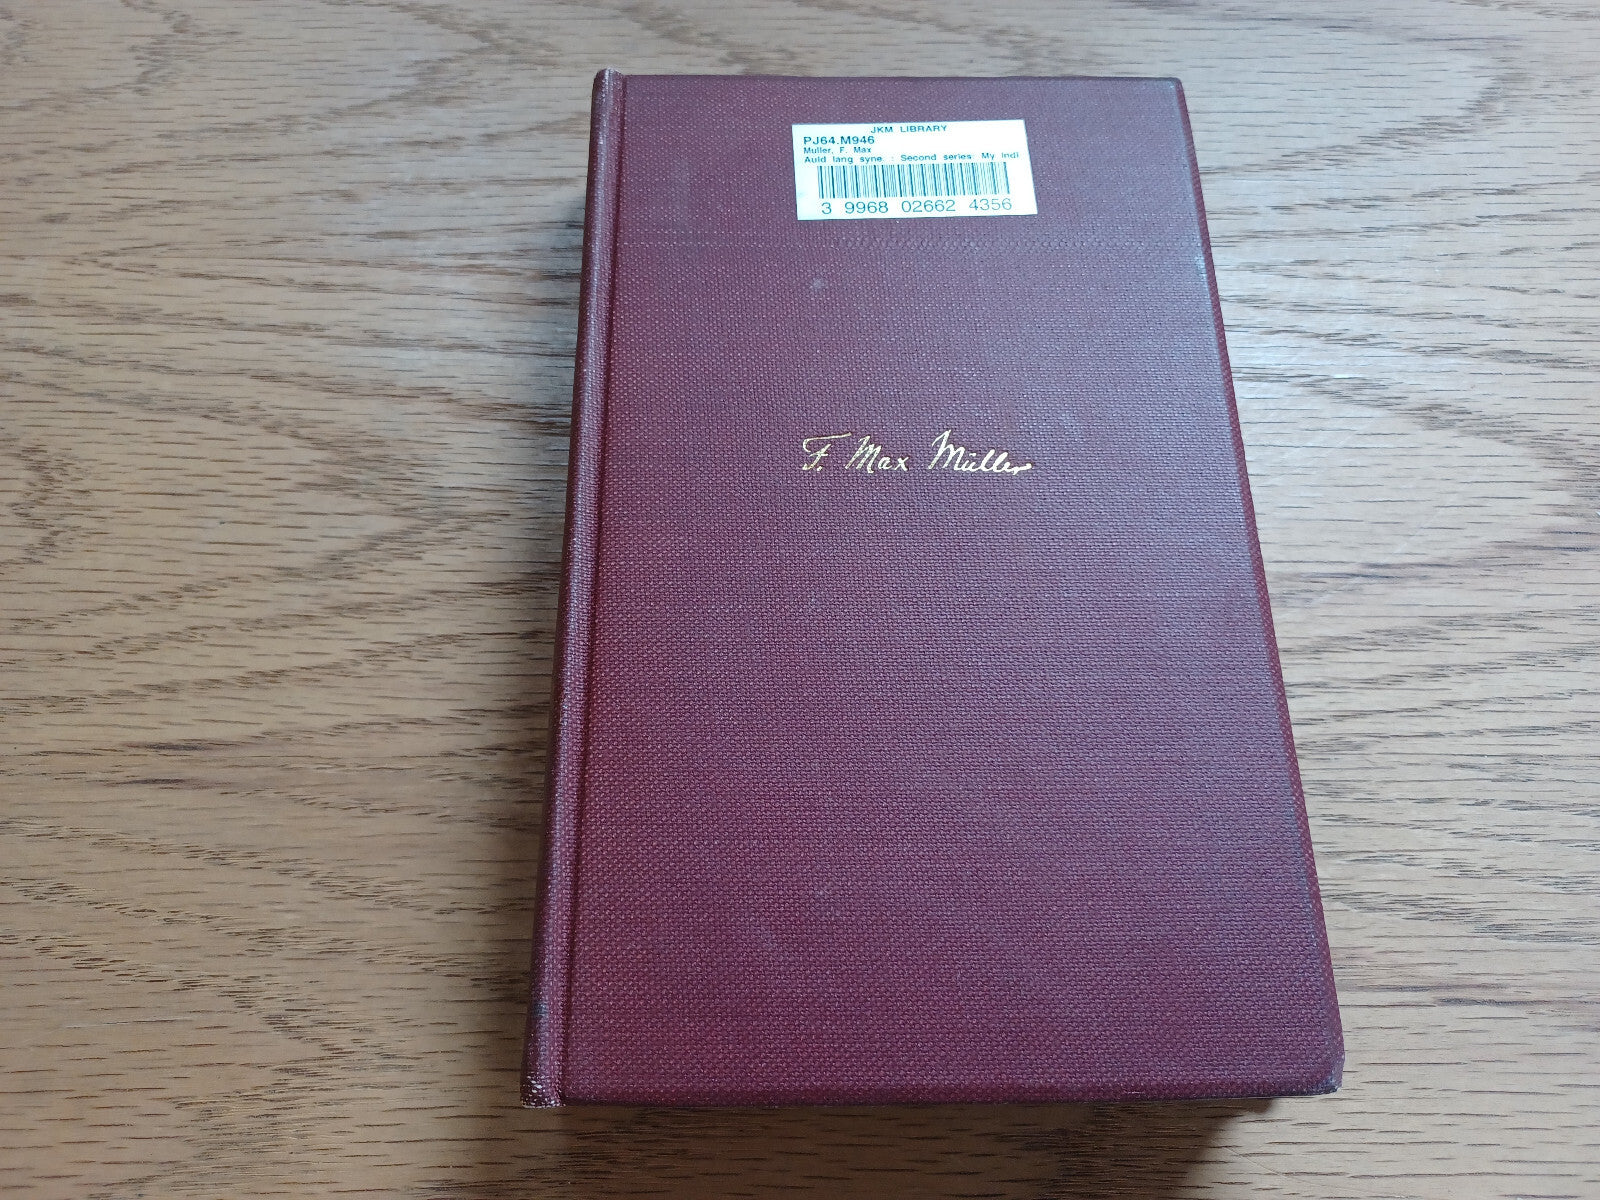 JKM LIBRARY
PJ64.M946
Muller, F. Max
Auld lang syne. : Second series: My Indi
3 9968 02662 4356
F. Max Müller